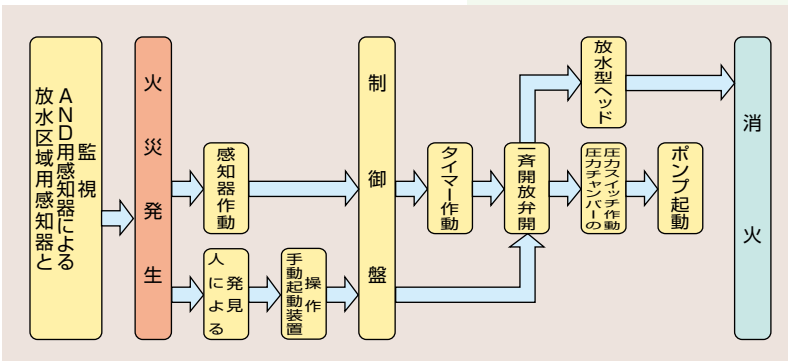 放水区域用感知器と
AND用感知器による
監視
火災発生
感知器作動
人による
発見
手動起動装置
操作
制御盤
タイマー作動
一斉開放弁開
放水型ヘッド
圧力チャンバーの
圧力スイッチ作動
ポンプ起動
消火